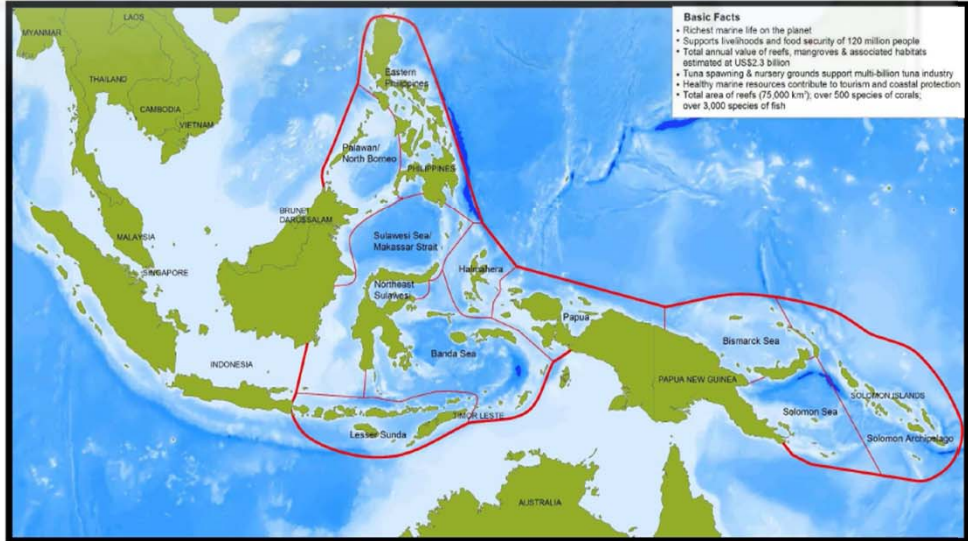 Basic Facts
• Richest marine life on the planet
• Supports livelihoods and food security of 120 million people
• Total annual value of reefs, mangroves & associated habitats
estimated at US$2.3 billion
• Tuna spawning & nursery grounds support multi-billion tuna industry
• Healthy marine resources contribute to tourism and coastal protection
• Total area of reefs (75,000 km²); over 500 species of corals;
over 3,000 species of fish
LAOS
MYANMAR
THAILAND
CAMBODIA
VIETNAM
Eastern
Philippines
Palawan/
North Borneo
PHILIPPINES
BRUNEI
DARUSSALAM
MALAYSIA
SINGAPORE
Sulawesi Sea/
Makassar Strait
Halmahera
Northeast
Sulawesi
Papua
Bismarck Sea
Banda Sea
INDONESIA
PAPUA NEW GUINEA
SOLOMON ISLANDS
Solomon Sea
TIMOR LESTE
Lesser Sunda
Solomon Archipelago
AUSTRALIA